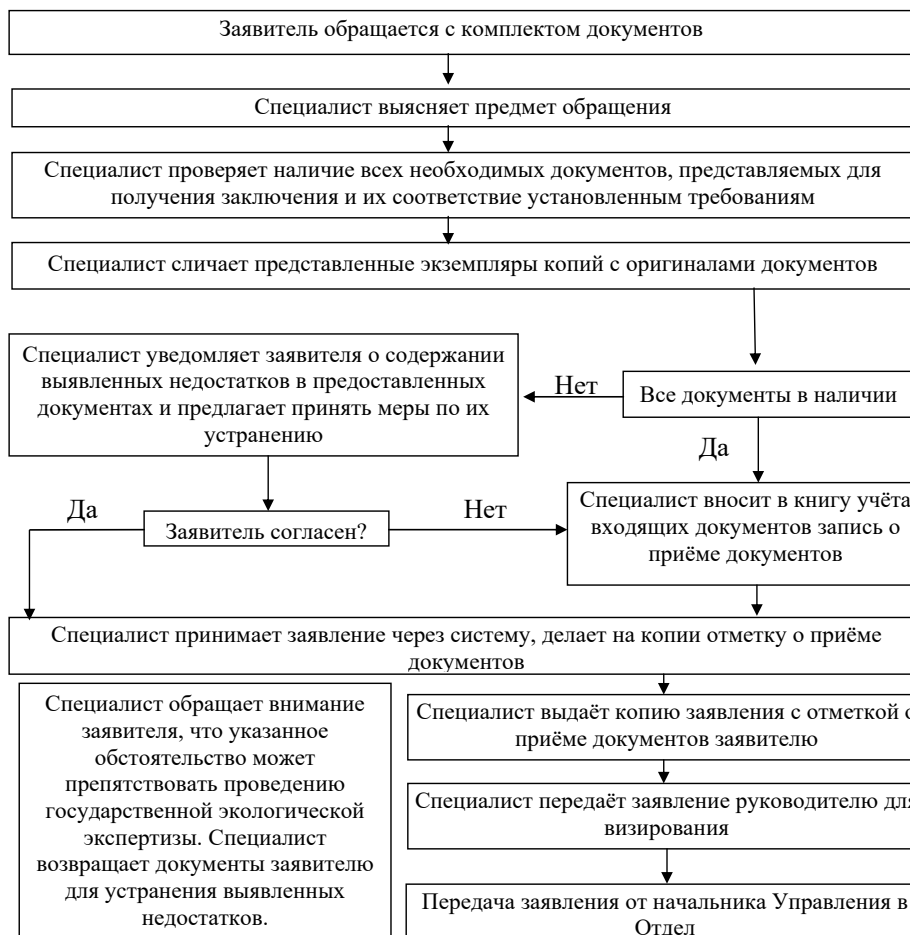 Заявитель обращается с комплектом документов
Специалист выясняет предмет обращения
Специалист проверяет наличие всех необходимых документов, представляемых для
получения заключения и их соответствие установленным требованиям
Специалист сличает представленные экземпляры копий с оригиналами документов
Специалист уведомляет заявителя о содержании
выявленных недостатков в предоставленных
документах и предлагает принять меры по их
устранению
Нет
Все документы в наличии
Да
Да
Заявитель согласен?
Нет
Специалист вносит в книгу учёта
входящих документов запись о
приёме документов
Специалист принимает заявление через систему, делает на копии отметку о приёме
документов
Специалист обращает внимание
заявителя, что указанное
обстоятельство может
препятствовать проведению
государственной экологической
экспертизы. Специалист
возвращает документы заявителю
для устранения выявленных
недостатков.
Специалист выдаёт копию заявления с отметкой о
приёме документов заявителю
Специалист передаёт заявление руководителю для
визирования
Передача заявления от начальника Управления в
Отдел